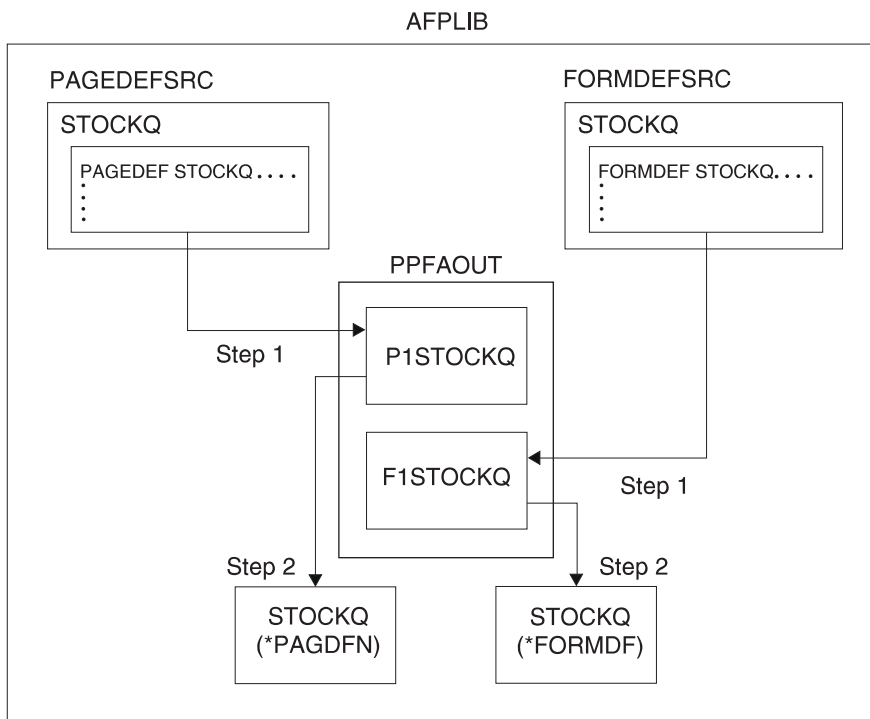 AFPLIB
PAGEDEFSRC
STOCKQ
PAGEDEF STOCKQ....
FORMDEFSRC
STOCKQ
FORMDEF STOCKQ....
PPFAOUT
Step 1
P1STOCKQ
F1STOCKQ
Step 1
Step 2
Step 2
STOCKQ
(*PAGDFN)
STOCKQ
(*FORMDF)